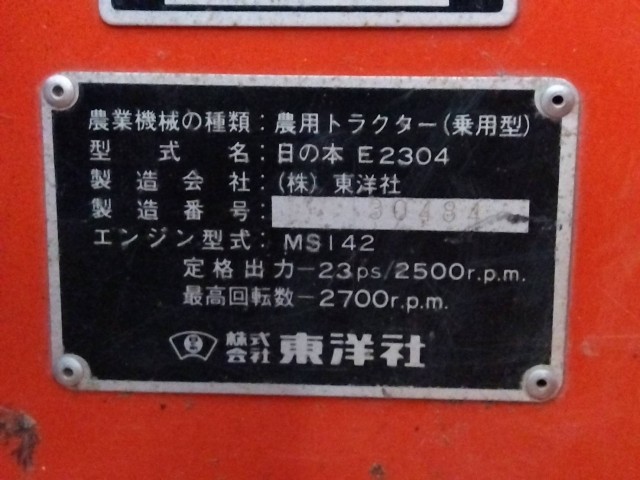 農業機械の種類:農用トラクター(乗用型)
型式名:日の本 E2304
製造会社:(株)東洋社
製造番号:30484
エンジン型式:MS142
定格出力-23ps/2500r.p.m.
最高回転数-2700r.p.m.
株式会社 東洋社